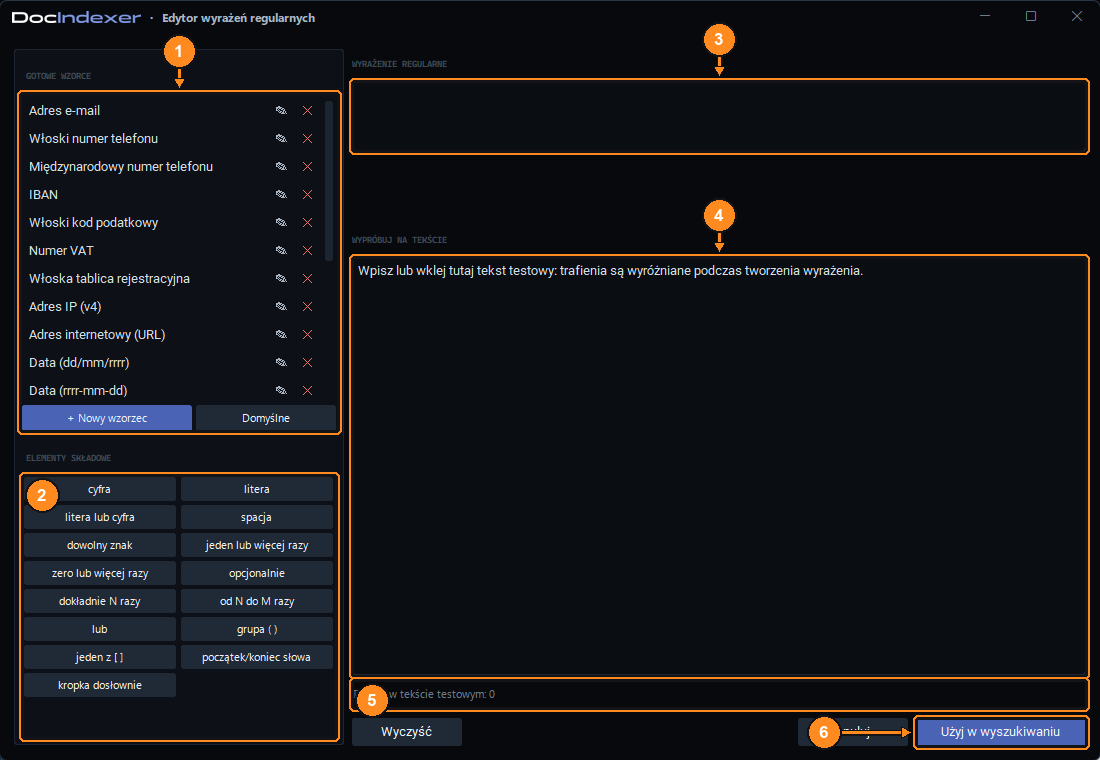 DocIndexer · Edytor wyrażeń regularnych
1
GOTOWE WZORCE
Adres e-mail
Włoski numer telefonu
Międzynarodowy numer telefonu
IBAN
Włoski kod podatkowy
Numer VAT
Włoska tablica rejestracyjna
Adres IP (v4)
Adres internetowy (URL)
Data (dd/mm/rrrr)
Data (rrrr-mm-dd)
+ Nowy wzorzec
Domyślne
ELEMENTY SKŁADOWE
2
cyfra
litera
litera lub cyfra
spacja
dowolny znak
jeden lub więcej razy
zero lub więcej razy
opcjonalnie
dokładnie N razy
od N do M razy
lub
grupa ( )
jeden z [ ]
początek/koniec słowa
kropka dosłownie
3
WYRAŻENIE REGULARNE
4
WYPRÓBUJ NA TEKŚCIE
Wpisz lub wklej tutaj tekst testowy: trafienia są wyróżniane podczas tworzenia wyrażenia.
5
w tekście testowym: 0
Wyczyść
6
Użyj w wyszukiwaniu